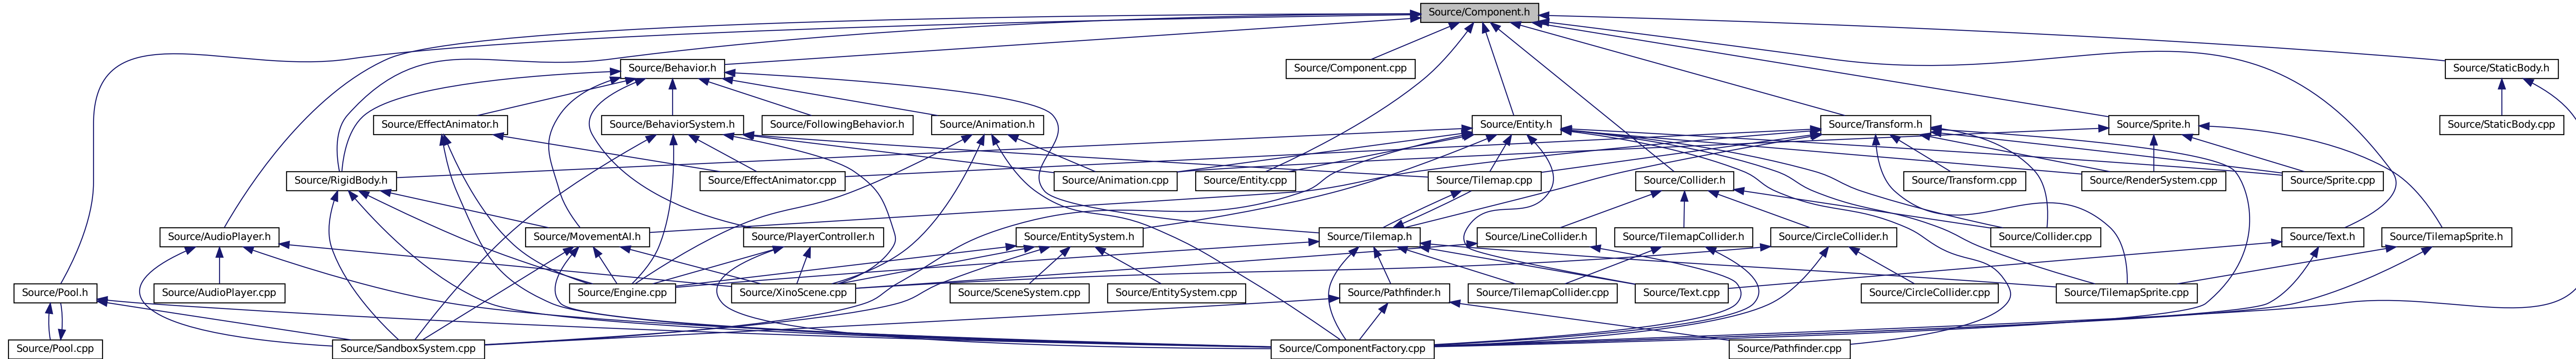 Source/Component.h
Source/Behavior.h
Source/Component.cpp
Source/StaticBody.h
Source/EffectAnimator.h
Source/BehaviorSystem.h
Source/FollowingBehavior.h
Source/Animation.h
Source/Entity.h
Source/Transform.h
Source/Sprite.h
Source/StaticBody.cpp
Source/RigidBody.h
Source/EffectAnimator.cpp
Source/Animation.cpp
Source/Entity.cpp
Source/Tilemap.cpp
Source/Collider.h
Source/Transform.cpp
Source/RenderSystem.cpp
Source/Sprite.cpp
Source/AudioPlayer.h
Source/MovementAI.h
Source/PlayerController.h
Source/EntitySystem.h
Source/Tilemap.h
Source/LineCollider.h
Source/TilemapCollider.h
Source/CircleCollider.h
Source/Collider.cpp
Source/Text.h
Source/TilemapSprite.h
Source/Pool.h
Source/AudioPlayer.cpp
Source/Engine.cpp
Source/XinoScene.cpp
Source/SceneSystem.cpp
Source/EntitySystem.cpp
Source/Pathfinder.h
Source/TilemapCollider.cpp
Source/Text.cpp
Source/CircleCollider.cpp
Source/TilemapSprite.cpp
Source/Pool.cpp
Source/SandboxSystem.cpp
Source/ComponentFactory.cpp
Source/Pathfinder.cpp